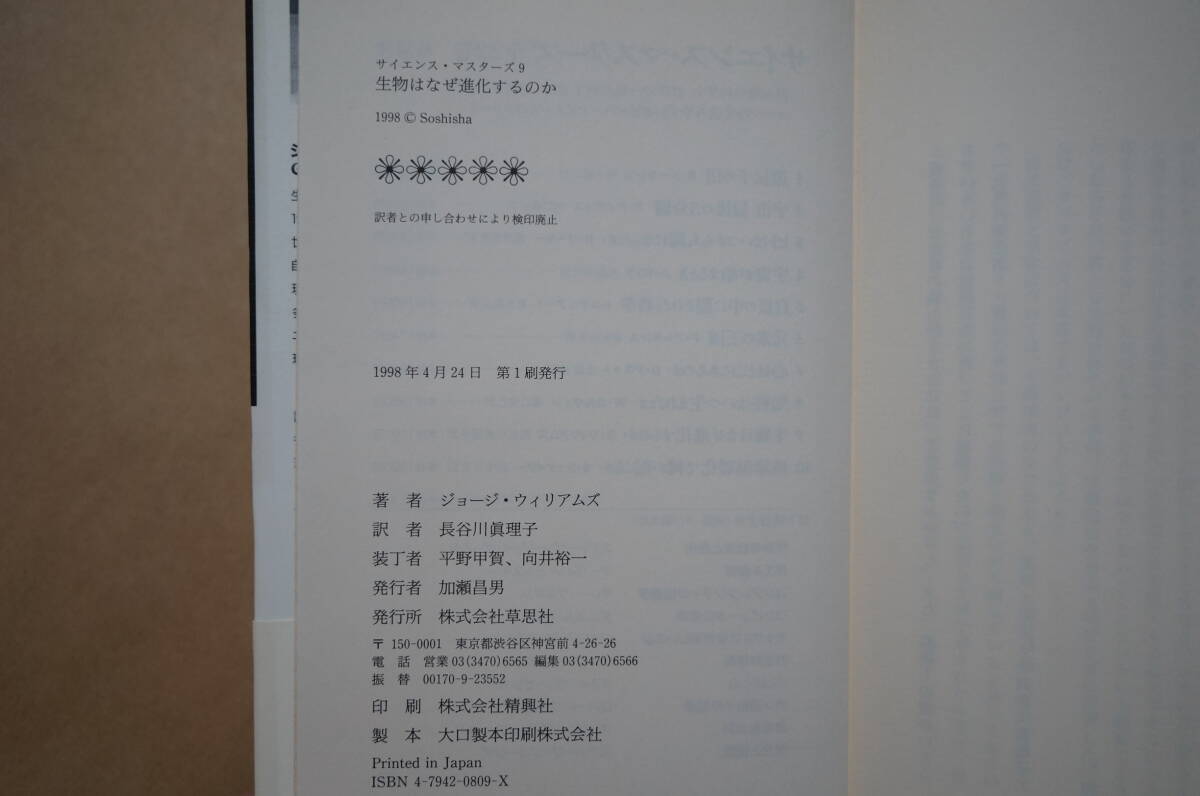 サイエンス・マスターズ 9
生物はなぜ進化するのか
1998 © Soshisha
訳者との申し合わせにより検印廃止
1998 年 4 月 24 日　第 1 刷発行
著　者　ジョージ・ウィリアムズ
訳　者　長谷川眞理子
装丁者　平野甲賀、向井裕一
発行者　加瀬昌男
発行所　株式会社草思社
〒 150-0001　東京都渋谷区神宮前 4-26-26
電　話　営業 03(3470)6565 編集 03(3470)6566
振　替　00170-9-23552
印　刷　株式会社精興社
製　本　大口製本印刷株式会社
Printed in Japan
ISBN 4-7942-0809-X